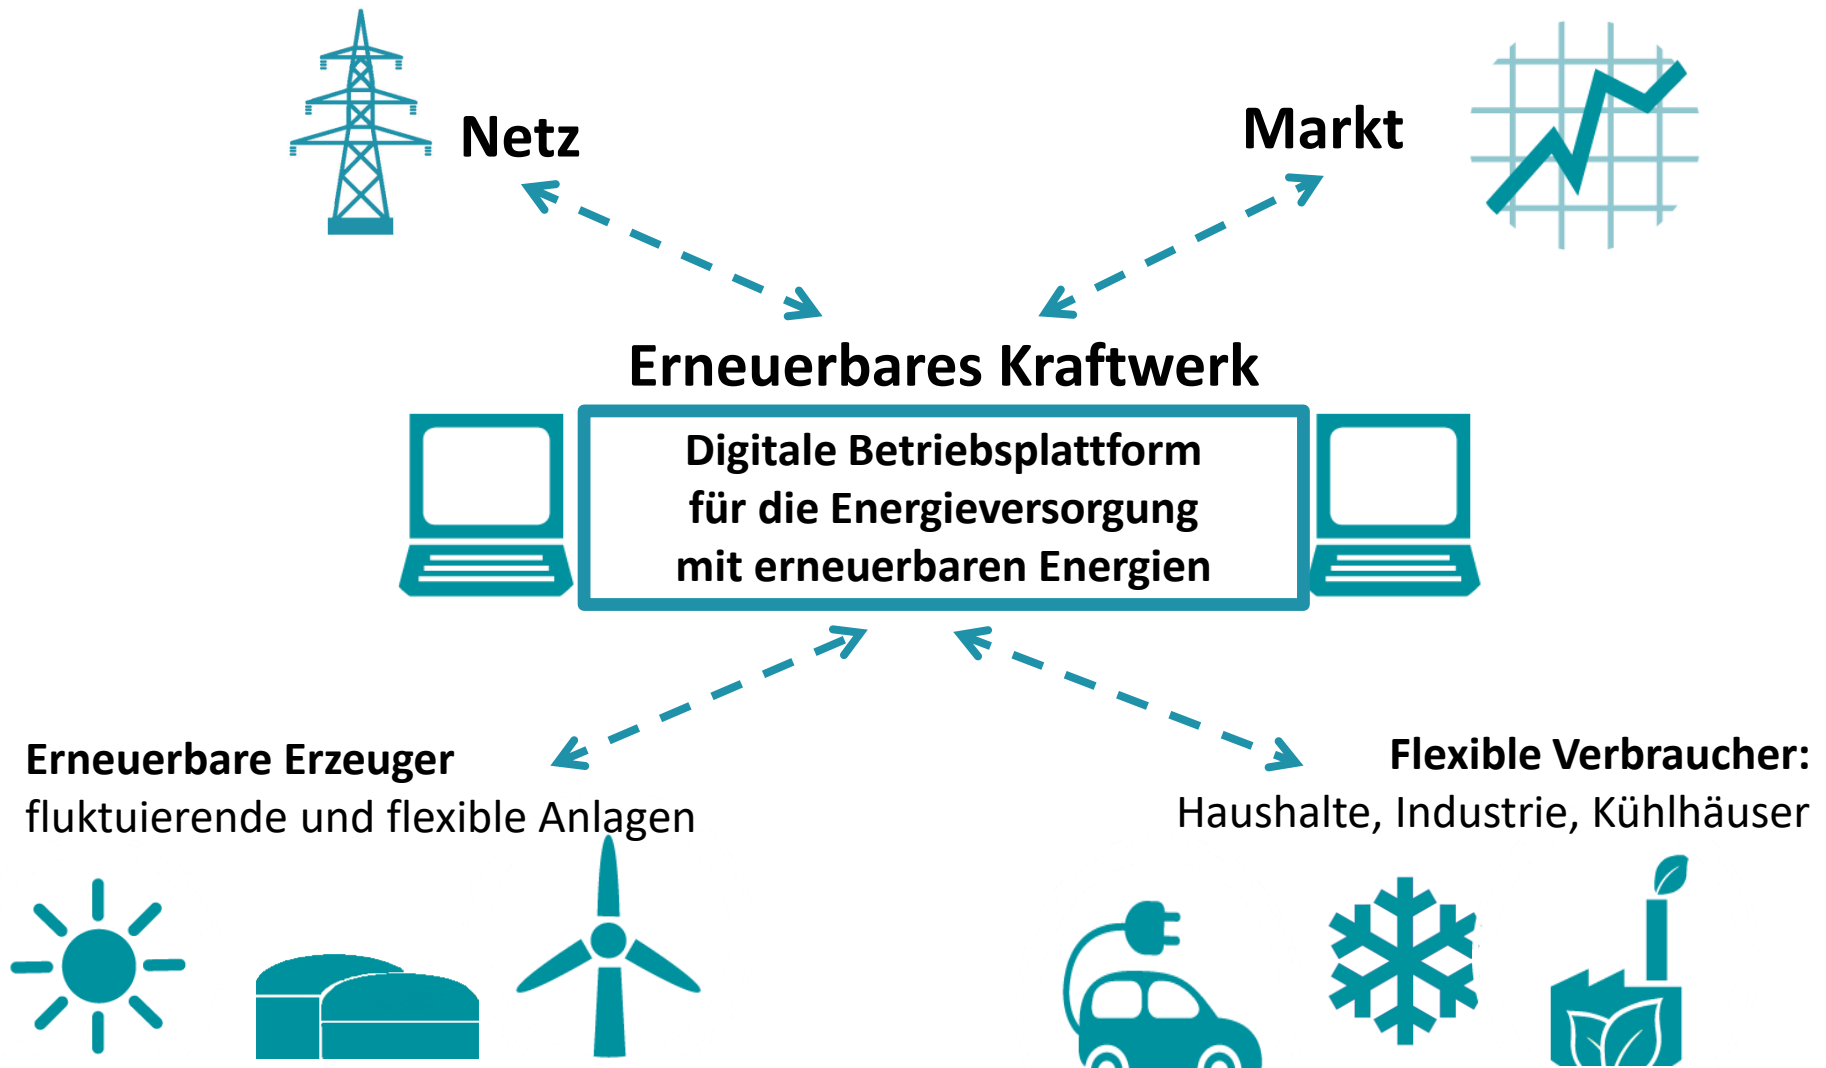 Netz
Markt
Erneuerbares Kraftwerk
Digitale Betriebsplattform
für die Energieversorgung
mit erneuerbaren Energien
Erneuerbare Erzeuger
fluktuierende und flexible Anlagen
Flexible Verbraucher:
Haushalte, Industrie, Kühlhäuser